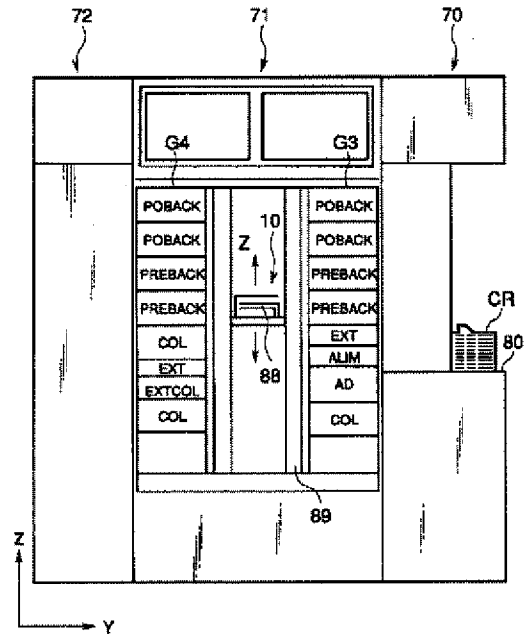 72
71
70
G4
G3
POBACK
POBACK
PREBACK
PREBACK
COL
EXT
EXTCOL
COL
Z
10
88
POBACK
POBACK
PREBACK
PREBACK
EXT
ALIM
AD
COL
CR
80
89
Z
Y